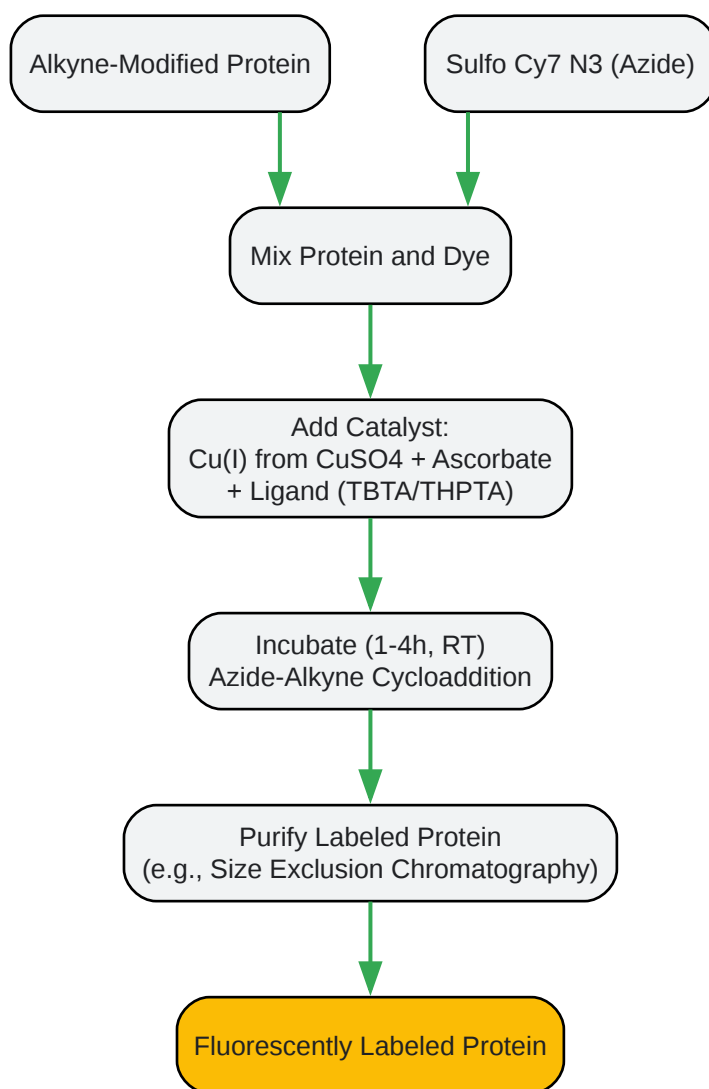 Alkyne-Modified Protein
Sulfo Cy7 N3 (Azide)
Mix Protein and Dye
Add Catalyst:
Cu(I) from CuSO4 + Ascorbate
+ Ligand (TBTA/THPTA)
Incubate (1-4h, RT)
Azide-Alkyne Cycloaddition
Purify Labeled Protein
(e.g., Size Exclusion Chromatography)
Fluorescently Labeled Protein